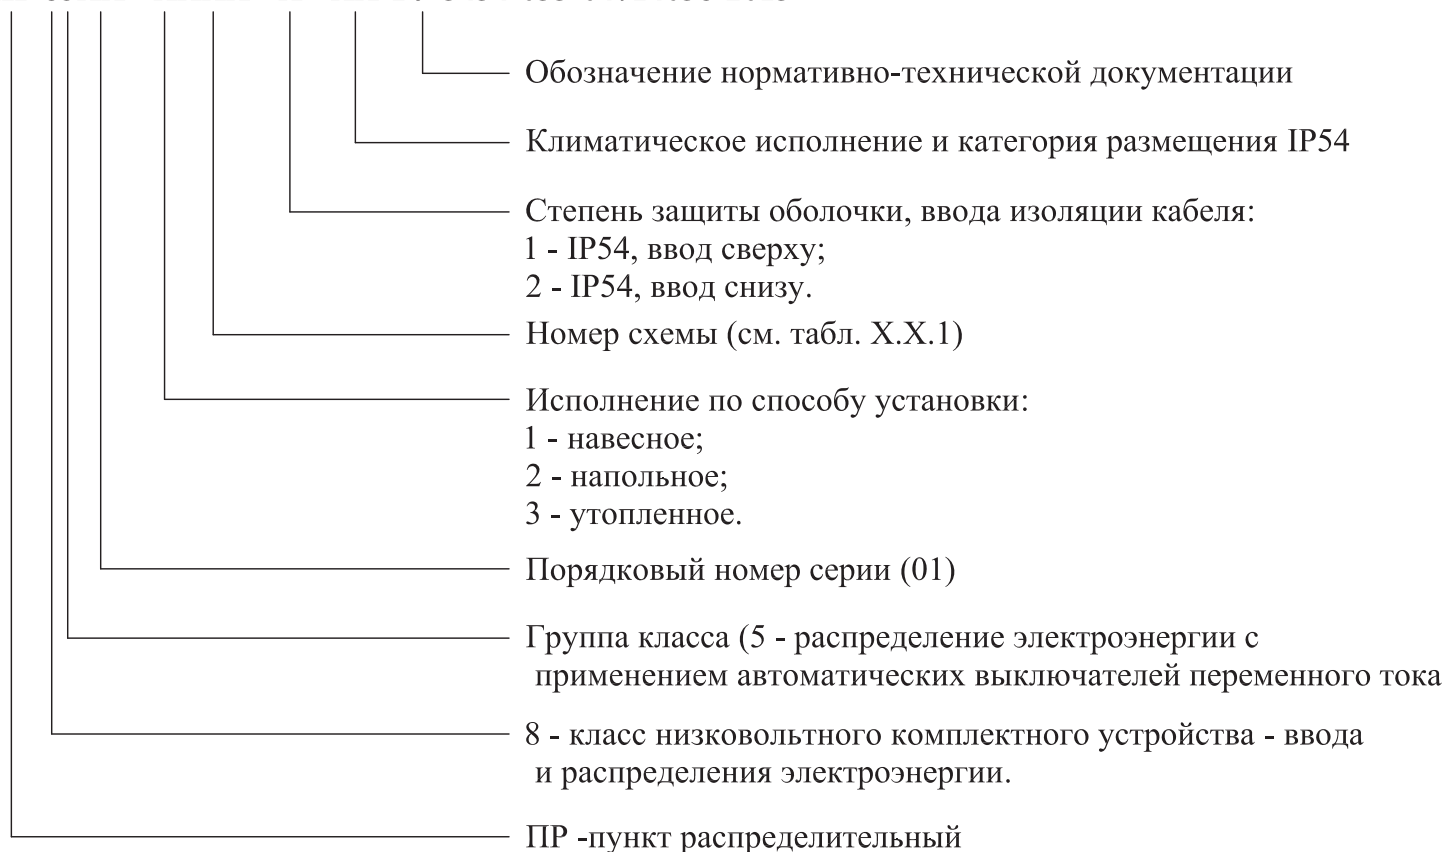 Обозначение нормативно-технической документации
Климатическое исполнение и категория размещения IP54
Степень защиты оболочки, ввода изоляции кабеля:
1 - IP54, ввод сверху;
2 - IP54, ввод снизу.
Номер схемы (см. табл. Х.Х.1)
Исполнение по способу установки:
1 - навесное;
2 - напольное;
3 - утопленное.
Порядковый номер серии (01)
Группа класса (5 - распределение электроэнергии с
применением автоматических выключателей переменного тока
8 - класс низковольтного комплектного устройства - ввода
и распределения электроэнергии.
ПР -пункт распределительный